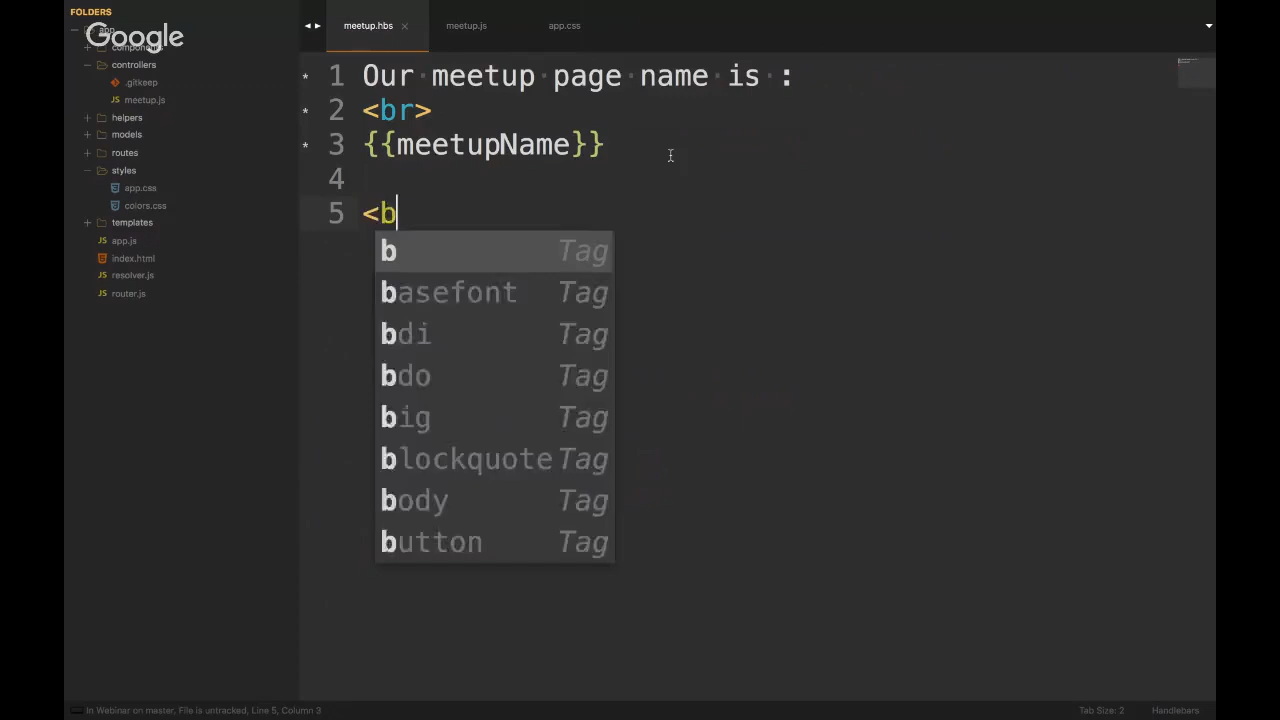 FOLDERS
app
Google
components
controllers
.gitkeep
meetup.js
helpers
models
routes
styles
app.css
colors.css
templates
app.js
index.html
resolver.js
router.js
meetup.hbs ×
meetup.js
app.css
1 Our meetup page name is :
2 <br>
3 {{meetupName}}
4
5 <b
b Tag
basefont Tag
bdi Tag
bdo Tag
big Tag
blockquote Tag
body Tag
button Tag
In Webinar on master, File is untracked, Line 5, Column 3
Tab Size: 2
Handlebars